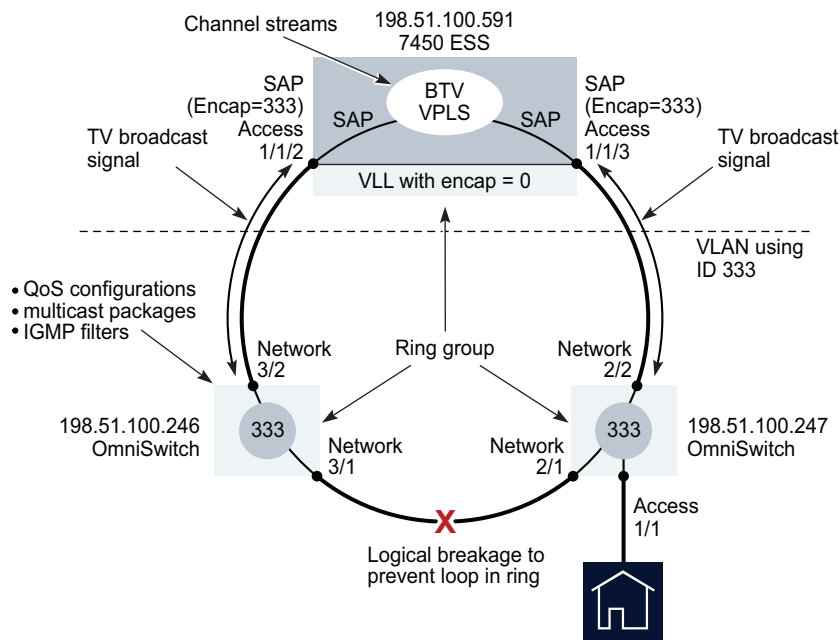 198.51.100.591
7450 ESS
Channel streams
BTV
VPLS
SAP
SAP
SAP
(Encap=333)
Access
1/1/2
SAP
(Encap=333)
Access
1/1/3
TV broadcast
signal
TV broadcast
signal
VLL with encap = 0
VLAN using
ID 333
• QoS configurations
• multicast packages
• IGMP filters
Ring group
Network
3/2
Network
2/2
198.51.100.246
OmniSwitch
333
Network
3/1
Network
2/1
333
198.51.100.247
OmniSwitch
Access
1/1
X
Logical breakage to
prevent loop in ring